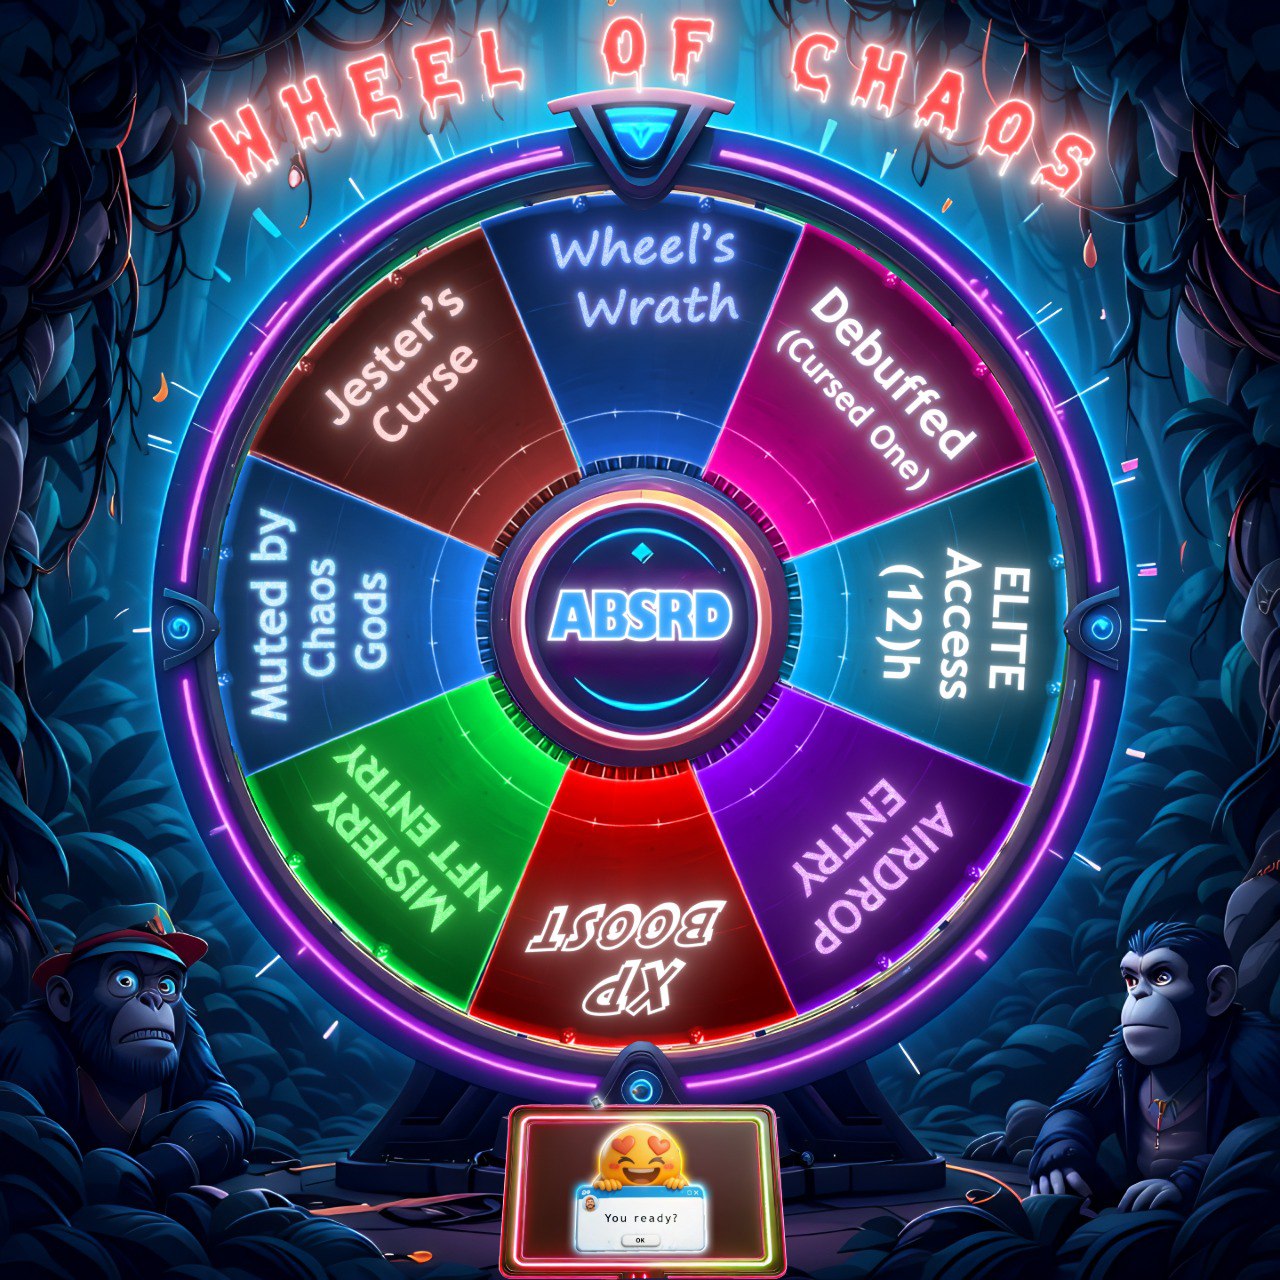 WHEEL OF CHAOS
Wheel's
Wrath
Debuffed
(Cursed One)
ELITE
Access
(12)h
AIRDROP
ENTRY
XP
BOOST
MISTERY
NFT ENTRY
Muted by
Chaos
Gods
Jester's
Curse
ABSRD
You ready?
OK